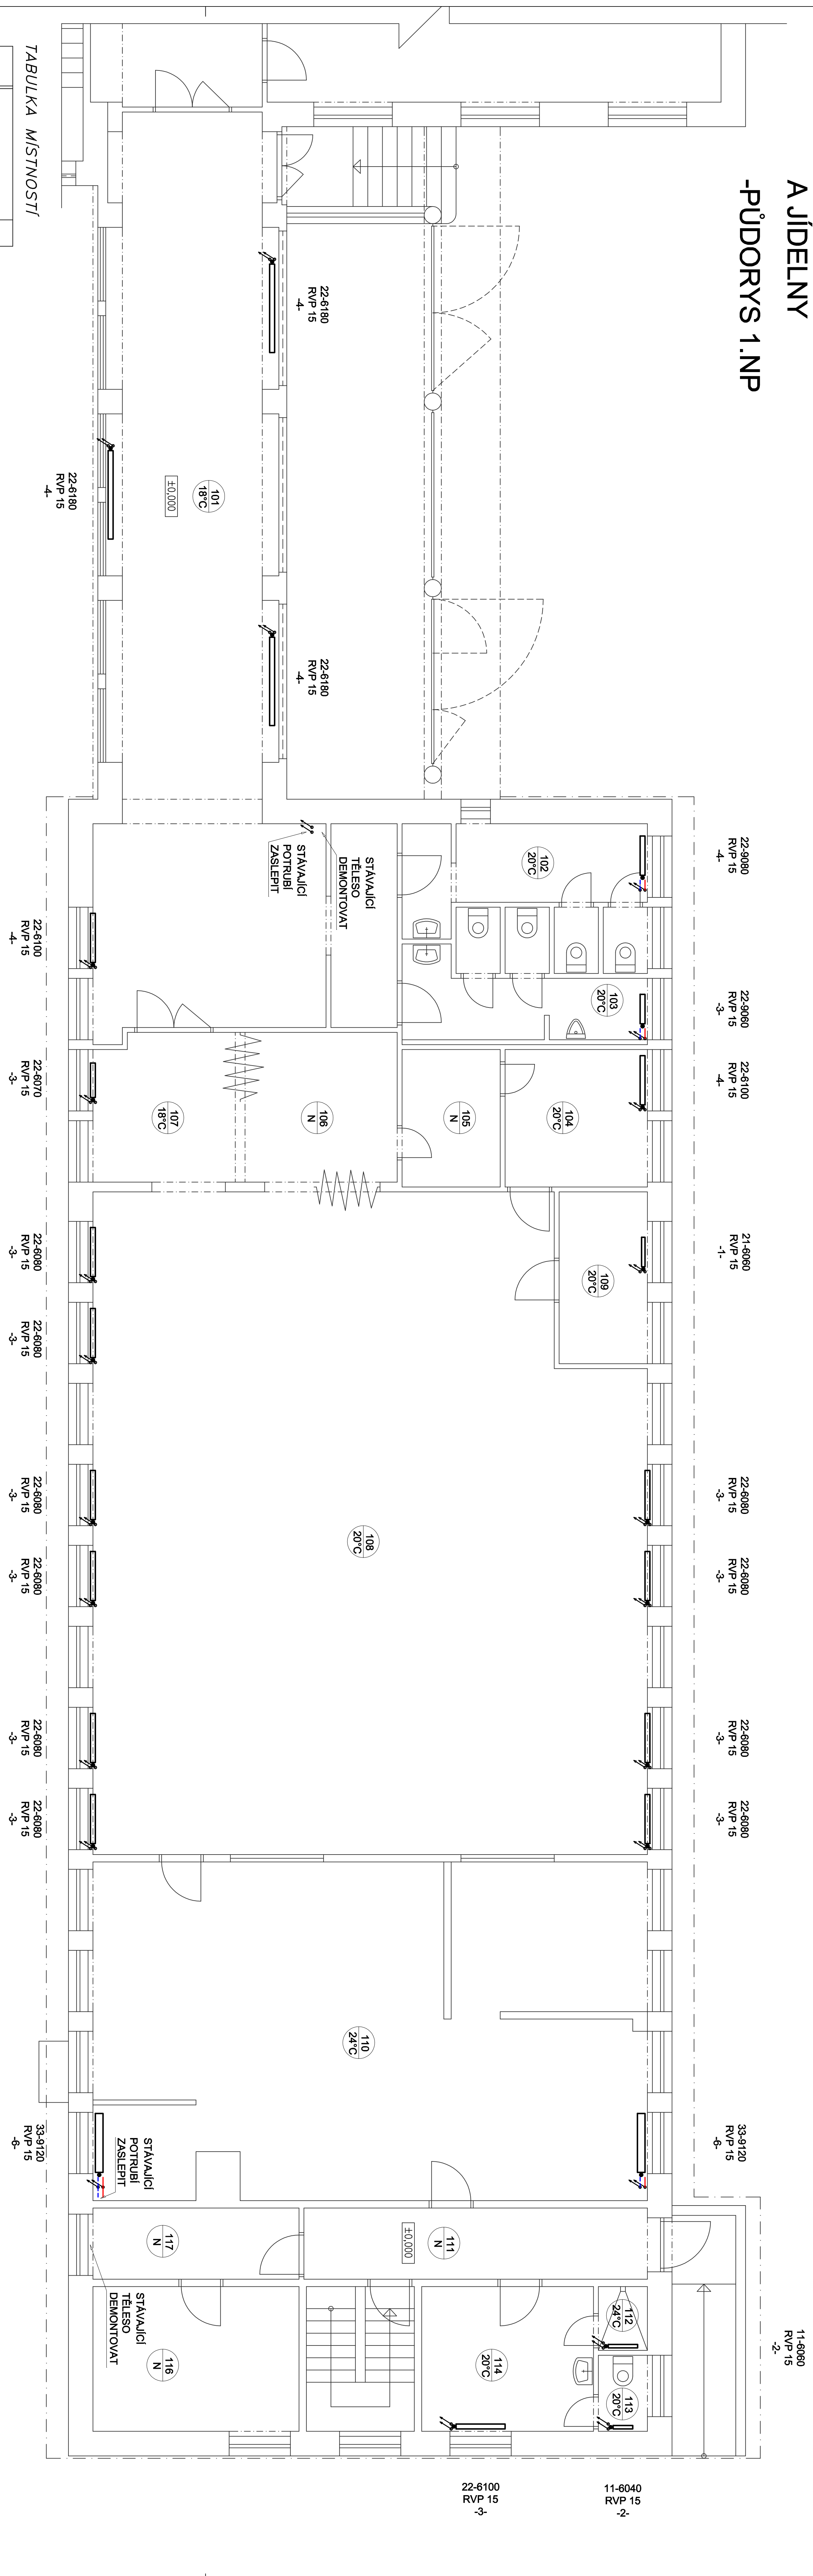 A JÍDELNY
-PŮDORYS 1.NP
TABULKA MÍSTNOSTÍ
22-6180
RVP 15
-4-
22-6180
RVP 15
-4-
22-6180
RVP 15
-4-
101
18°C
±0,000
22-9080
RVP 15
-4-
22-9060
RVP 15
-3-
22-6100
RVP 15
-4-
21-6060
RVP 15
-1-
22-6080
RVP 15
-3-
22-6080
RVP 15
-3-
22-6080
RVP 15
-3-
22-6080
RVP 15
-3-
33-9120
RVP 15
-6-
11-6060
RVP 15
-2-
102
20°C
103
20°C
104
20°C
105
N
106
N
107
18°C
109
20°C
108
20°C
110
24°C
111
N
±0,000
112
24°C
113
20°C
114
20°C
116
N
117
N
STÁVAJÍCÍ
TĚLESO
DEMONTOVAT
STÁVAJÍCÍ
POTRUBÍ
ZASLEPIT
STÁVAJÍCÍ
POTRUBÍ
ZASLEPIT
STÁVAJÍCÍ
TĚLESO
DEMONTOVAT
22-6100
RVP 15
-4-
22-6070
RVP 15
-3-
22-6080
RVP 15
-3-
22-6080
RVP 15
-3-
22-6080
RVP 15
-3-
22-6080
RVP 15
-3-
22-6080
RVP 15
-3-
22-6080
RVP 15
-3-
33-9120
RVP 15
-6-
22-6100
RVP 15
-3-
11-6040
RVP 15
-2-